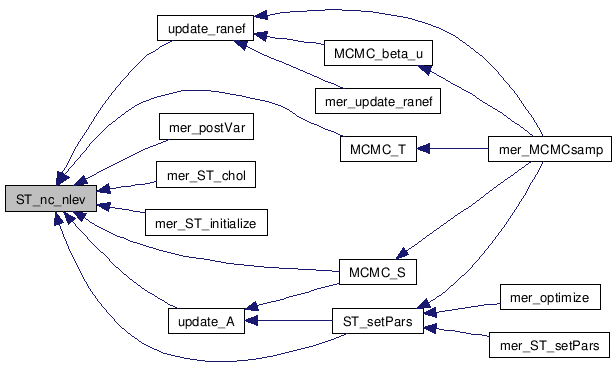 update_ranef
MCMC_beta_u
mer_update_ranef
mer_postVar
MCMC_T
mer_MCMCsamp
mer_ST_chol
ST_nc_nlev
mer_ST_initialize
MCMC_S
mer_optimize
update_A
ST_setPars
mer_ST_setPars